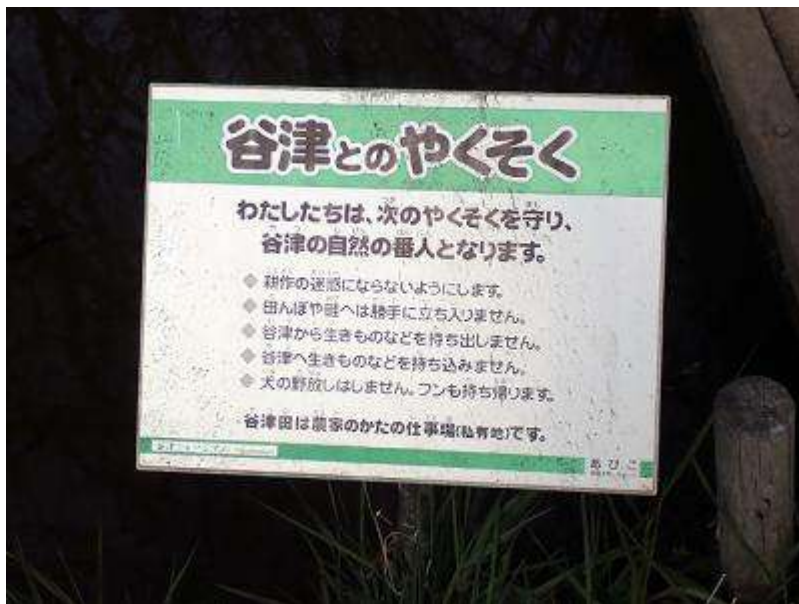 谷津とのやくそく
わたしたちは、次のやくそくを守り、
谷津の自然の番人となります。
◆ 耕作の迷惑にならないようにします。
◆ 田んぼや畦へは勝手に立ち入りません。
◆ 谷津から生きものなどを持ち出しません。
◆ 谷津へ生きものなどを持ち込みません。
◆ 犬の野放しはしません。フンも持ち帰ります。
谷津田は農家のかたの仕事場(私有地)です。
あびこ